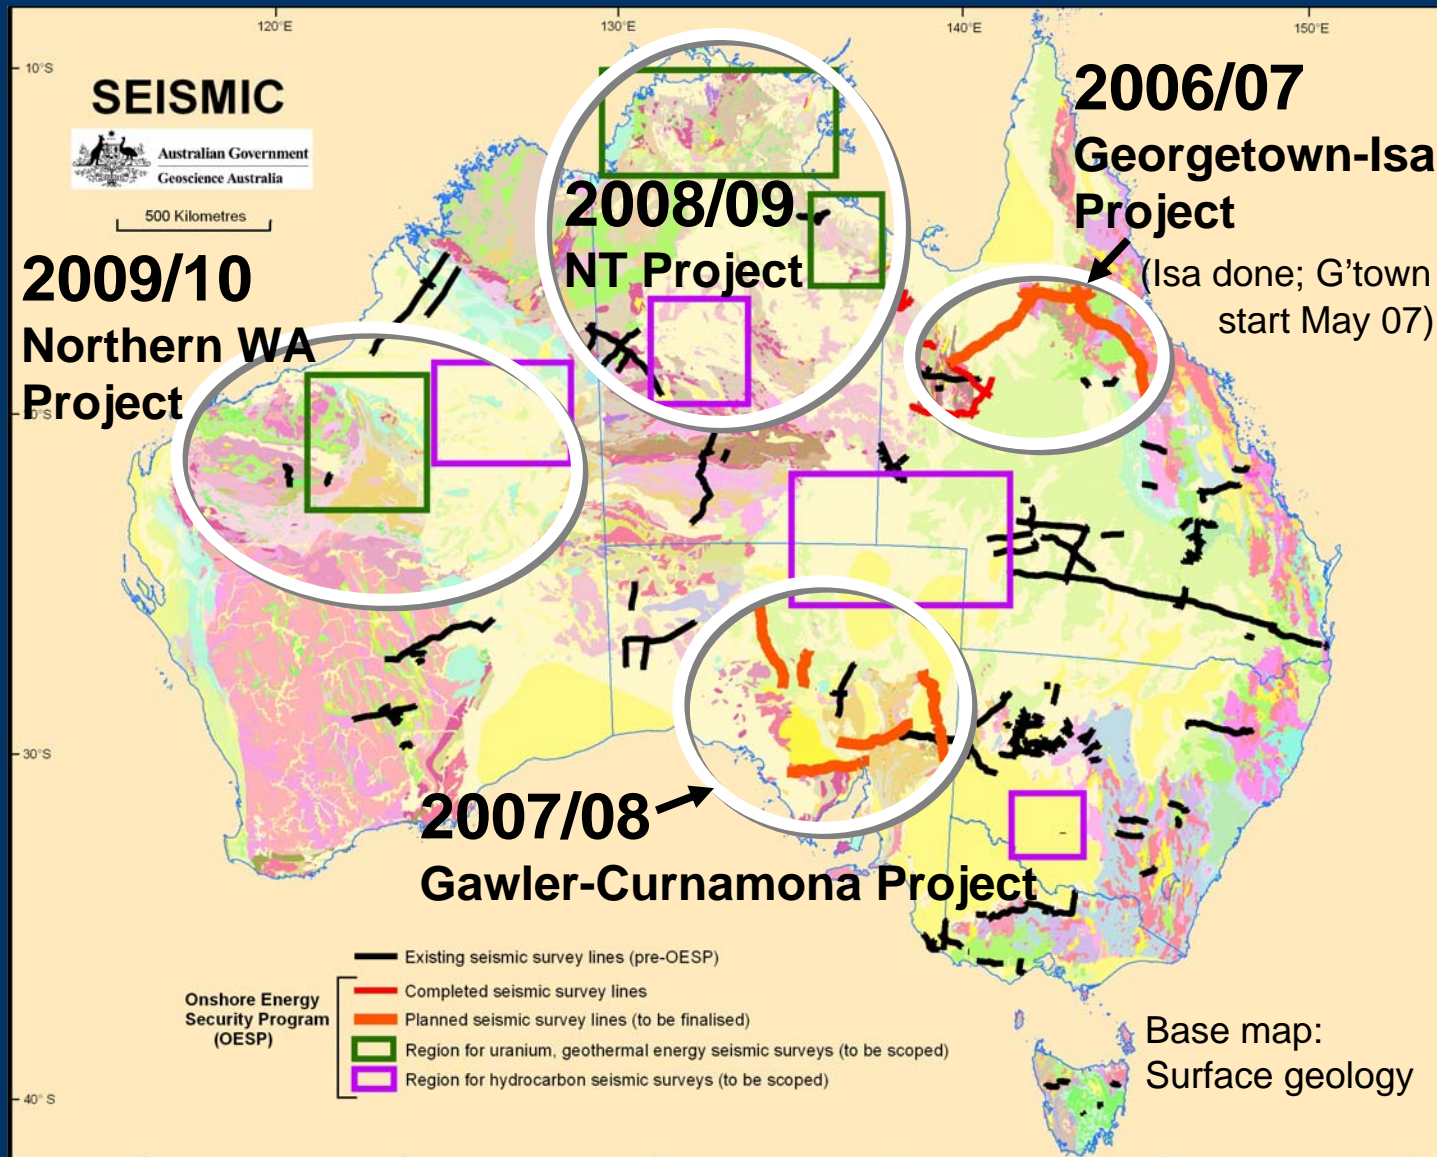 120°E
130°E
140°E
150°E
10°S
SEISMIC
Australian Government
Geoscience Australia
500 Kilometres
2006/07
Georgetown-Isa
Project
(Isa done; G'town
start May 07)
2008/09
NT Project
2009/10
Northern WA
Project
30°S
2007/08
Gawler-Curnamona Project
Existing seismic survey lines (pre-OESP)
Onshore Energy
Security Program
(OESP)
Completed seismic survey lines
Planned seismic survey lines (to be finalised)
Region for uranium, geothermal energy seismic surveys (to be scoped)
Region for hydrocarbon seismic surveys (to be scoped)
Base map:
Surface geology
40° S